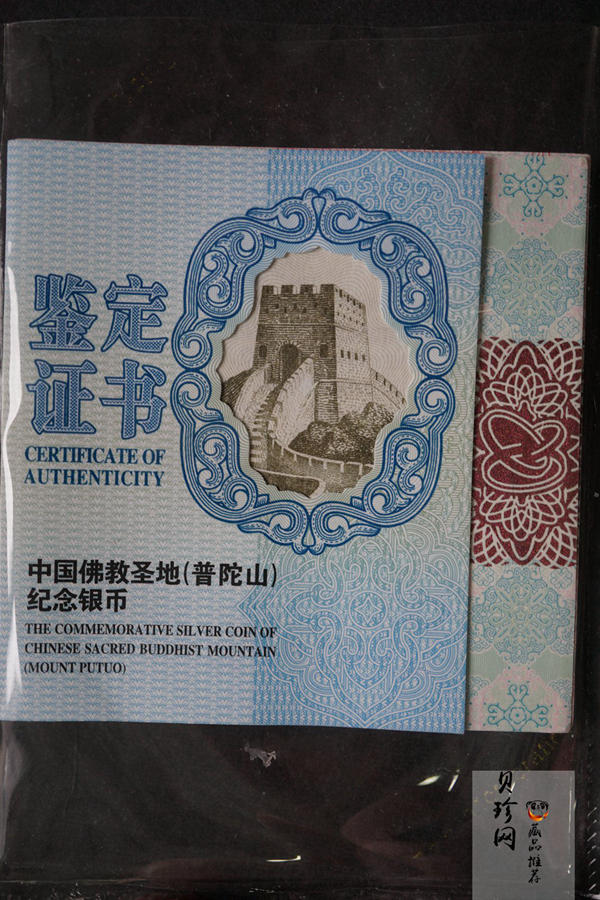 鉴定
证书
CERTIFICATE OF
AUTHENTICITY
中国佛教圣地(普陀山)
纪念银币
THE COMMEMORATIVE SILVER COIN OF
CHINESE SACRED BUDDHIST MOUNTAIN
(MOUNT PUTUO)
贝珍网
藏品推荐